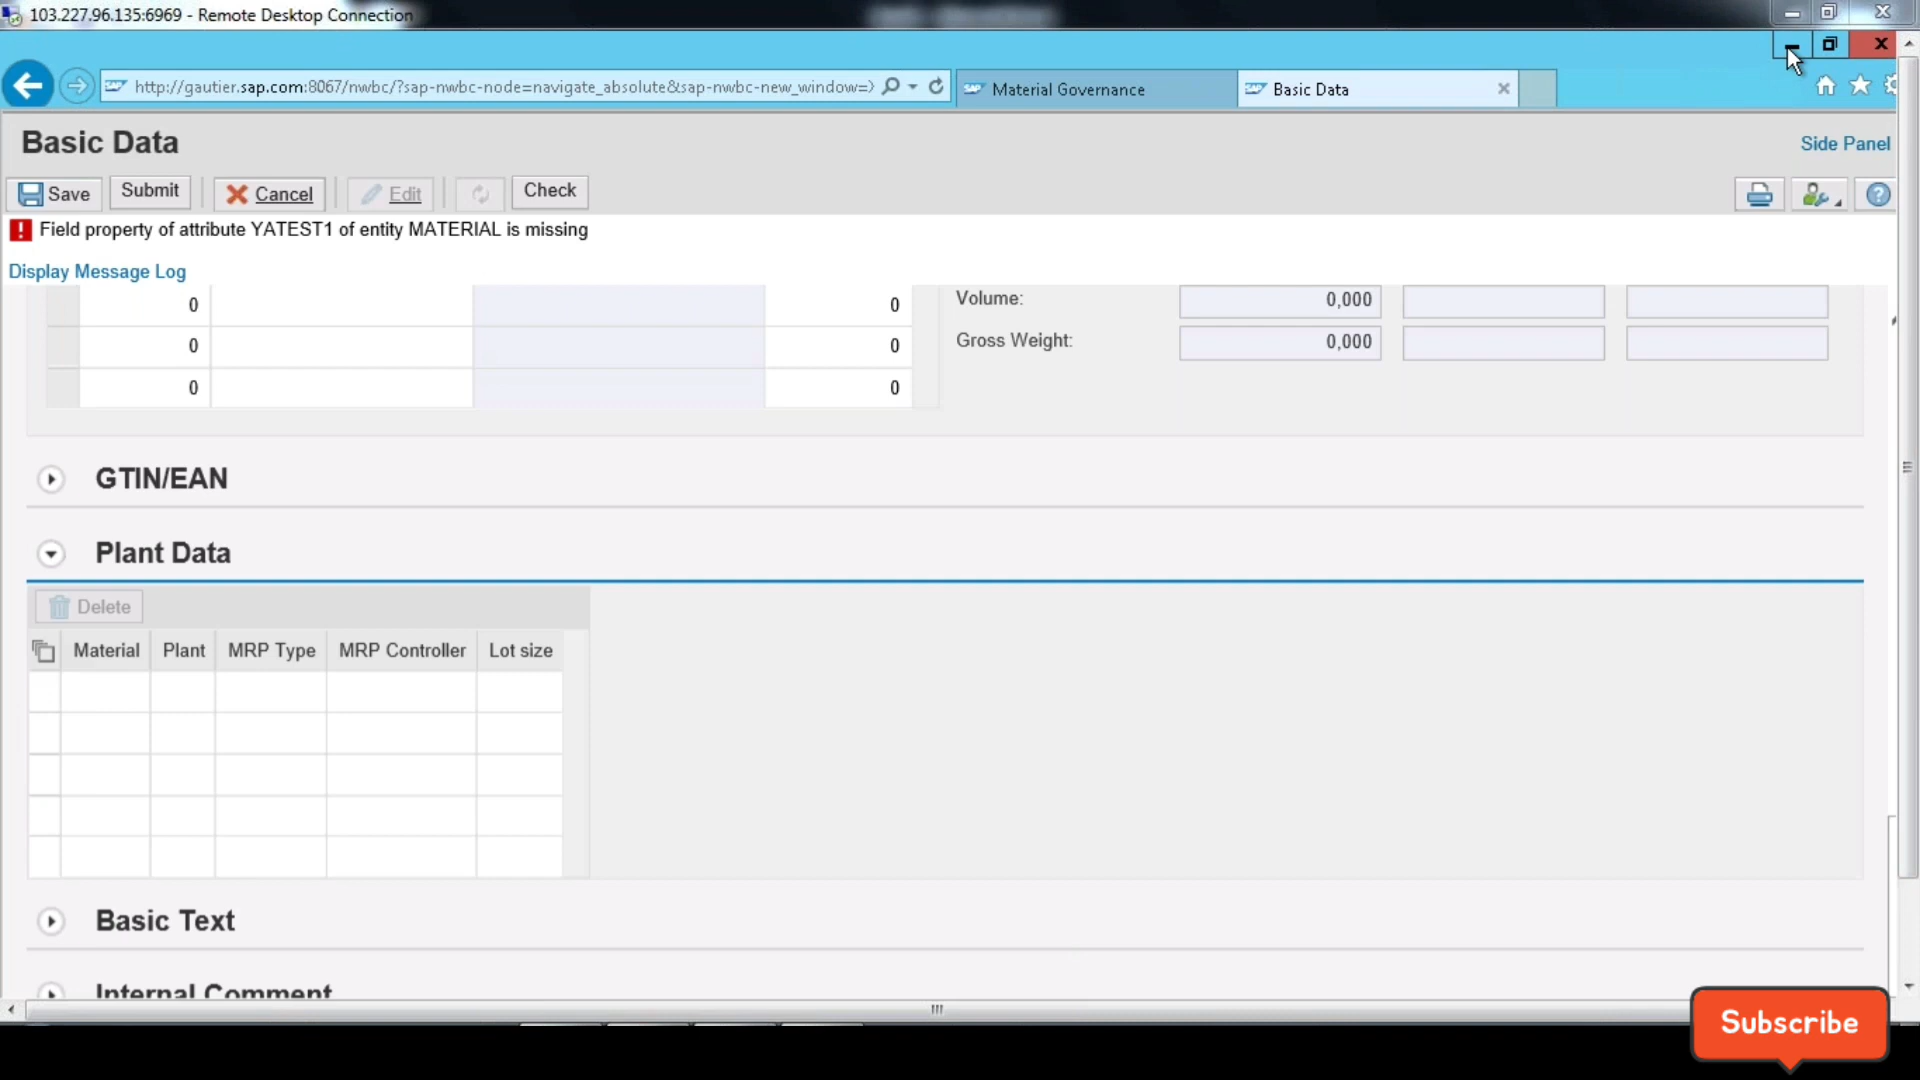 103.227.96.135:6969 - Remote Desktop Connection
http://gautier.sap.com:8067/nwbc/?sap-nwbc-node=navigate_absolute&sap-nwbc-new_window=X
Material Governance
Basic Data
Basic Data
Side Panel
Save
Submit
Cancel
Edit
Check
Field property of attribute YATEST1 of entity MATERIAL is missing
Display Message Log
0 0
Volume: 0,000
0 0
Gross Weight: 0,000
0 0
GTIN/EAN
Plant Data
Delete
Material Plant MRP Type MRP Controller Lot size
Basic Text
Internal Comment
Subscribe